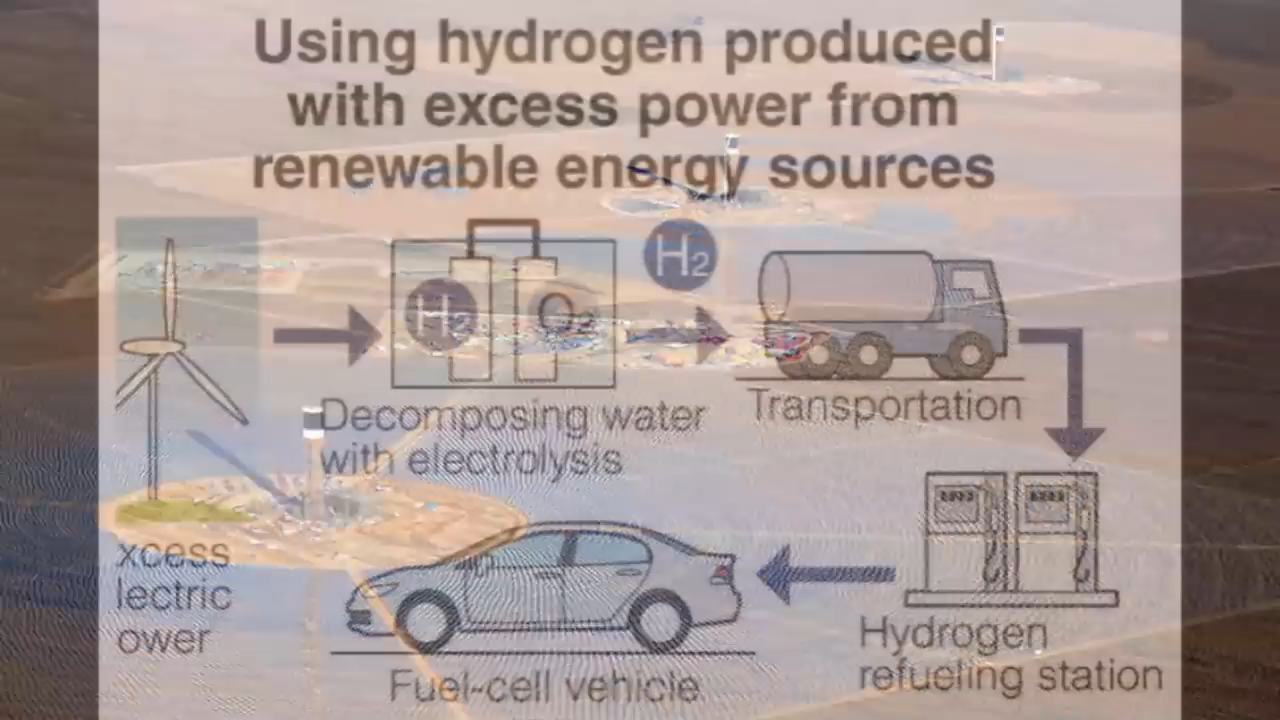 Using hydrogen produced
with excess power from
renewable energy sources
H2
H2
O2
Decomposing water
with electrolysis
Transportation
xcess
lectric
ower
Fuel-cell vehicle
Hydrogen
refueling station